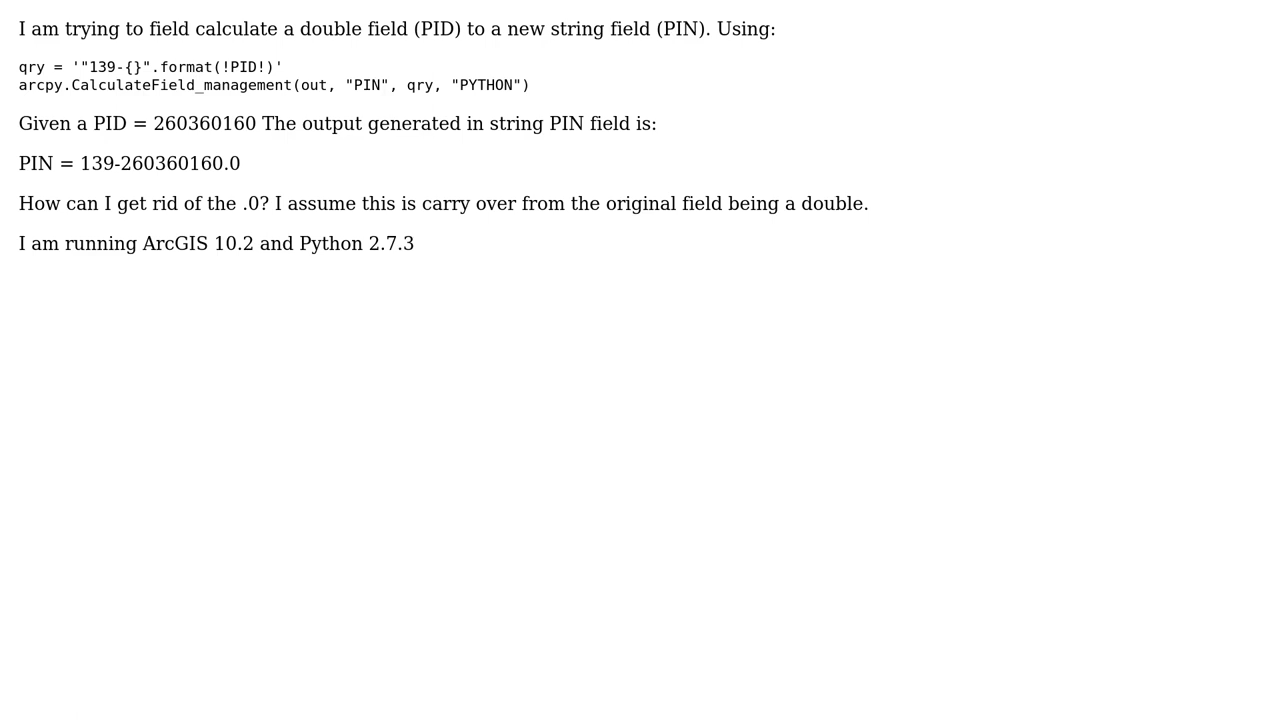 I am trying to field calculate a double field (PID) to a new string field (PIN). Using:
qry = '"139-{}".format(!PID!)'
arcpy.CalculateField_management(out, "PIN", qry, "PYTHON")
Given a PID = 260360160 The output generated in string PIN field is:
PIN = 139-260360160.0
How can I get rid of the .0? I assume this is carry over from the original field being a double.
I am running ArcGIS 10.2 and Python 2.7.3